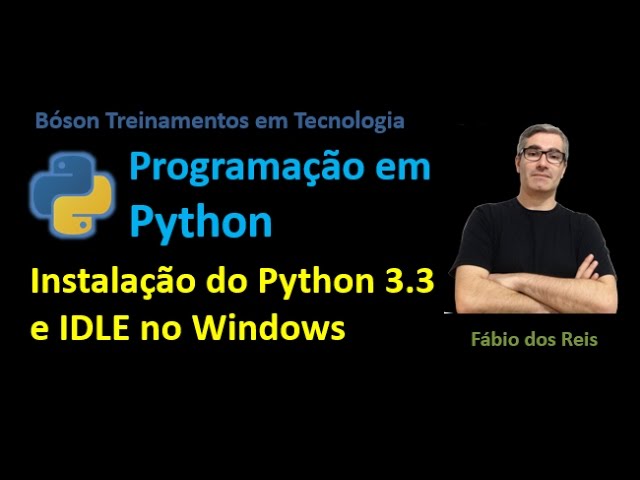 Bóson Treinamentos em Tecnologia
Programação em
Python
Instalação do Python 3.3
e IDLE no Windows
Fábio dos Reis